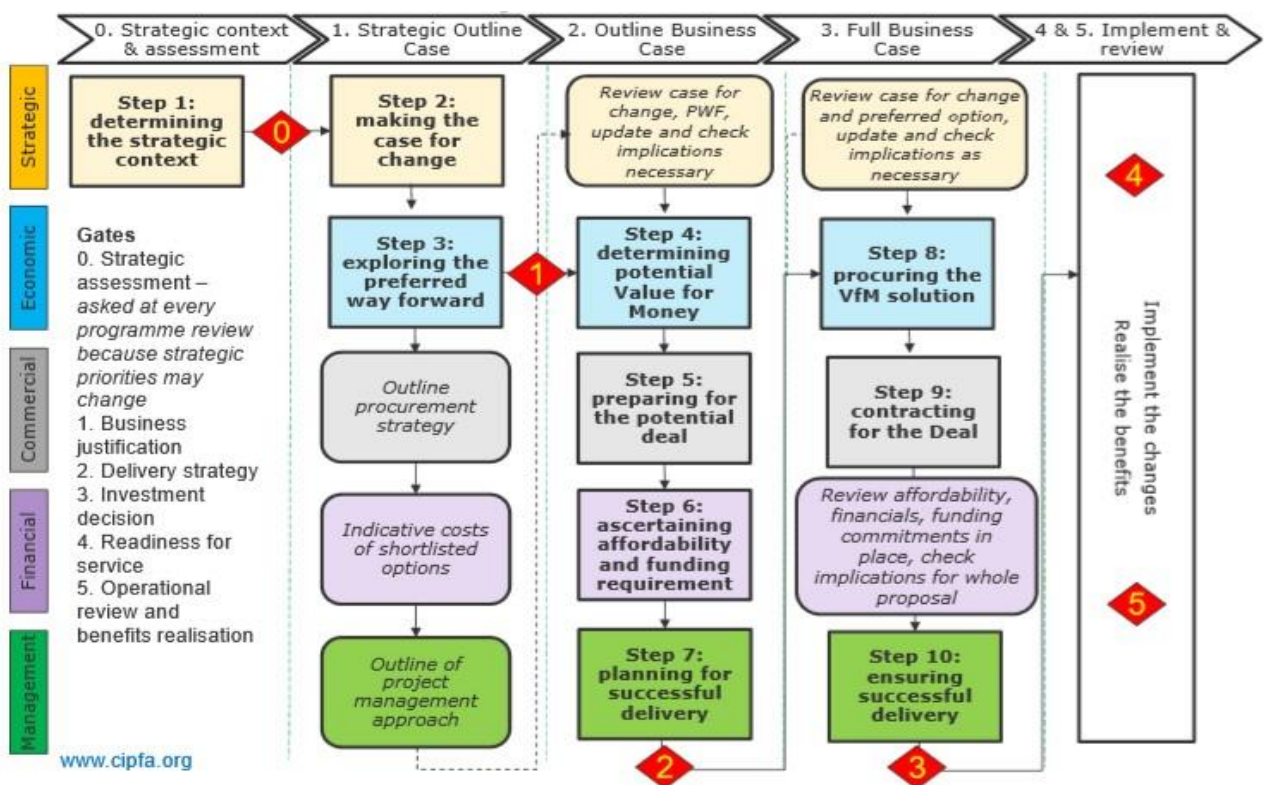 0. Strategic context
& assessment
1. Strategic Outline
Case
2. Outline Business
Case
3. Full Business
Case
4 & 5. Implement &
review
Strategic
Economic
Commercial
Financial
Management
Step 1:
determining
the strategic
context
0
Gates
0. Strategic
assessment –
asked at every
programme review
because strategic
priorities may
change
1. Business
justification
2. Delivery strategy
3. Investment
decision
4. Readiness for
service
5. Operational
review and
benefits realisation
www.cipfa.org
Step 2:
making the
case for
change
Step 3:
exploring the
preferred
way forward
1
Outline
procurement
strategy
Indicative costs
of shortlisted
options
Outline of
project
management
approach
Review case for
change, PWF,
update and check
implications
necessary
Step 4:
determining
potential
Value for
Money
Step 5:
preparing for
the potential
deal
Step 6:
ascertaining
affordability
and funding
requirement
Step 7:
planning for
successful
delivery
2
Review case for change
and preferred option,
update and check
implications as
necessary
Step 8:
procuring the
VfM solution
Step 9:
contracting
for the Deal
Review affordability,
financials, funding
commitments in
place, check
implications for whole
proposal
Step 10:
ensuring
successful
delivery
3
4
Implement the changes
Realise the benefits
5